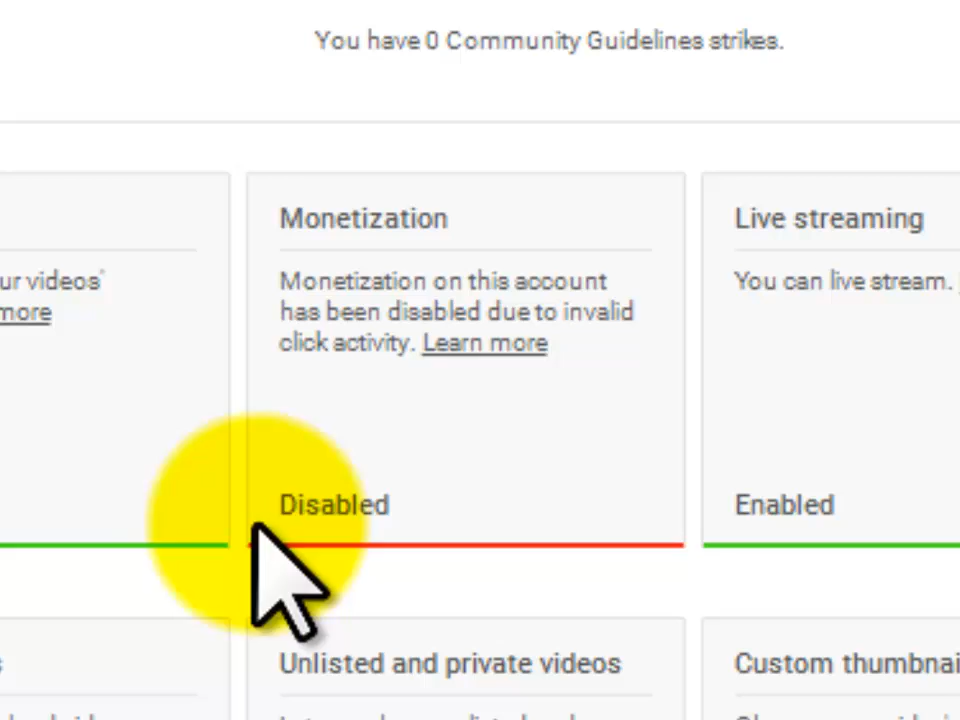 You have 0 Community Guidelines strikes.
ur videos'
more
Monetization
Monetization on this account
has been disabled due to invalid
click activity. Learn more
Disabled
Live streaming
You can live stream.
Enabled
Unlisted and private videos
Custom thumbnai